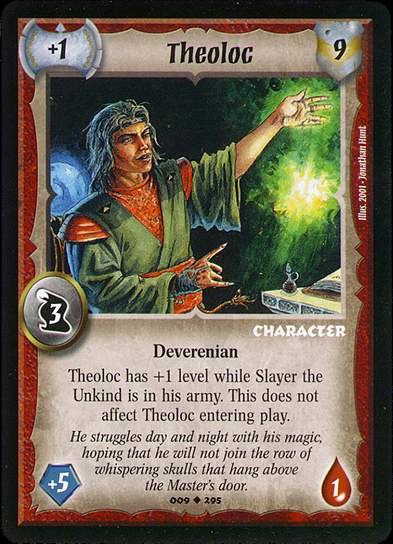 +1
Theoloc
9
Illus. 2001 - Jonathan Hunt
3
CHARACTER
Deverenian
Theoloc has +1 level while Slayer the
Unkind is in his army. This does not
affect Theoloc entering play.
He struggles day and night with his magic,
hoping that he will not join the row of
whispering skulls that hang above
the Master's door.
+5
009 ◆ 295
1